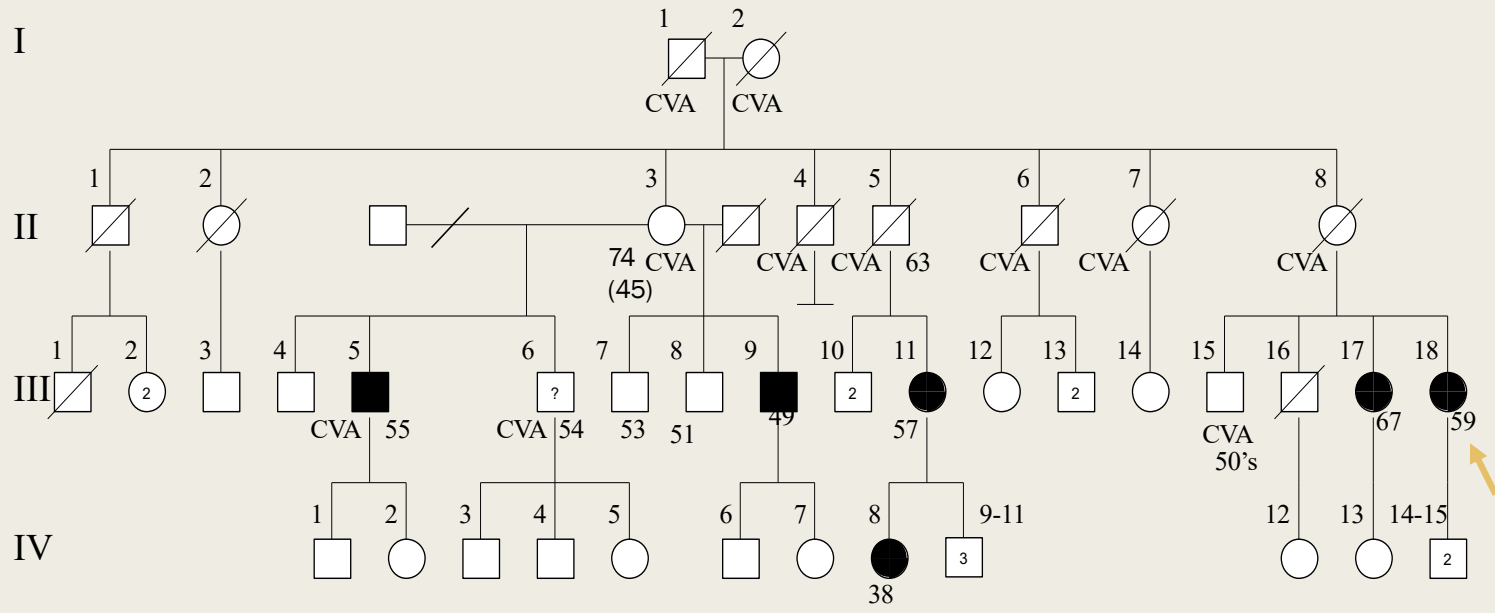 1 2
I
CVA CVA
1 2 3 4 5 6 7 8
II
74 CVA CVA CVA 63 CVA CVA CVA
(45)
1 2 3 4 5 6 7 8 9 10 11 12 13 14 15 16 17 18
III 2 ? 2 2
CVA 55 CVA 54 53 51 49 57 CVA 67 59
50's
1 2 3 4 5 6 7 8 9-11 12 13 14-15
IV 3 2
38